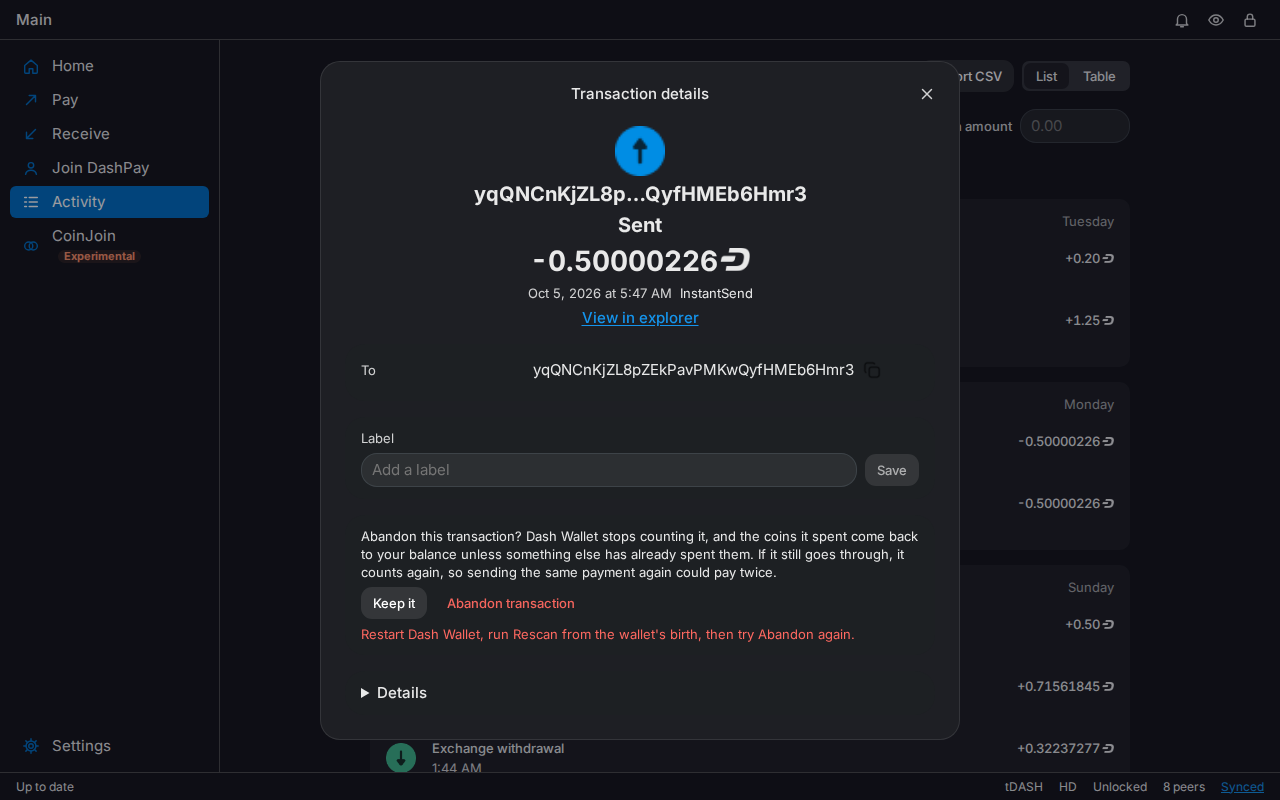 Main
Home
Pay
Receive
Join DashPay
Activity
CoinJoin
Experimental
Settings
ort CSV
List
Table
amount
0.00
Transaction details
yqQNCnKjZL8p...QyfHMEb6Hmr3
Sent
-0.50000226
Oct 5, 2026 at 5:47 AM InstantSend
View in explorer
To
yqQNCnKjZL8pZEkPavPMKwQyfHMEb6Hmr3
Label
Add a label
Save
Abandon this transaction? Dash Wallet stops counting it, and the coins it spent come back
to your balance unless something else has already spent them. If it still goes through, it
counts again, so sending the same payment again could pay twice.
Keep it
Abandon transaction
Restart Dash Wallet, run Rescan from the wallet's birth, then try Abandon again.
Details
Tuesday
+0.20
+1.25
Monday
-0.50000226
-0.50000226
Sunday
+0.50
+0.71561845
Exchange withdrawal
+0.32237277
1:44 AM
Up to date
tDASH
HD
Unlocked
8 peers
Synced